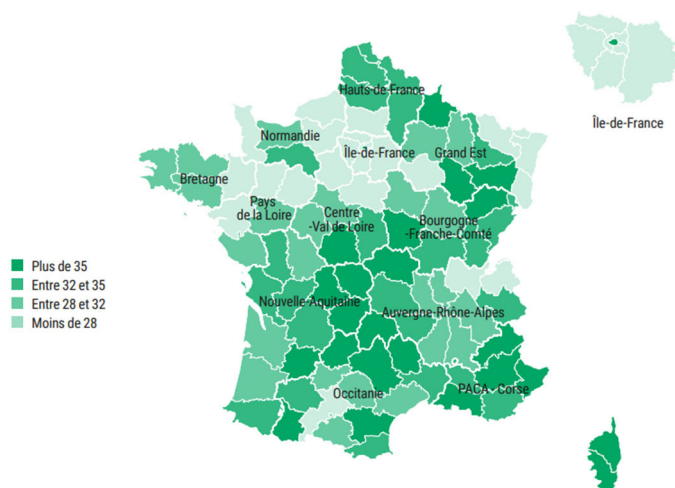 Hauts-de-France
Île-de-France
Normandie
Île-de-France
Grand Est
Bretagne
Pays
de la Loire
Centre
-Val de Loire
Bourgogne
-Franche-Comté
Plus de 35
Entre 32 et 35
Entre 28 et 32
Moins de 28
Nouvelle-Aquitaine
Auvergne-Rhône-Alpes
Occitanie
PACA - Corse